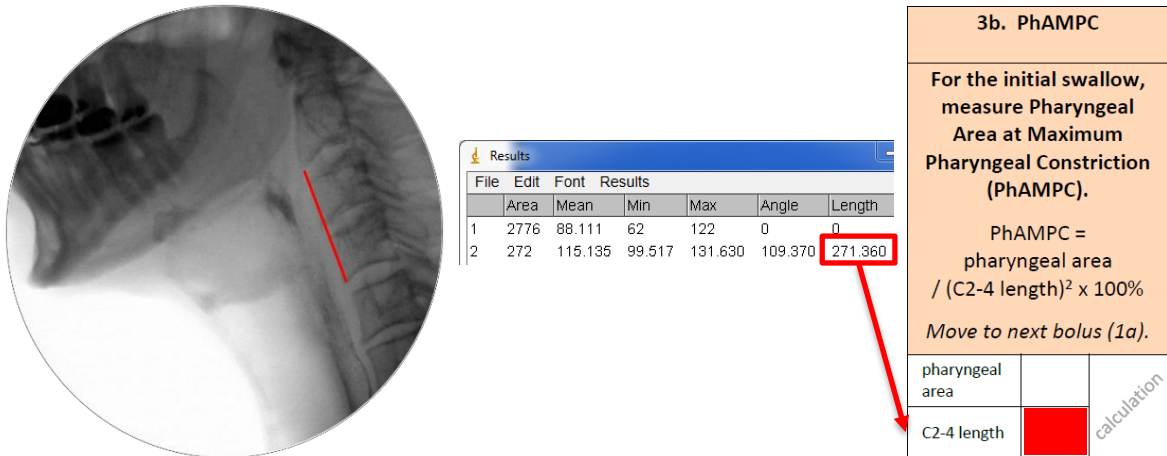 Results
File Edit Font Results
Area Mean Min Max Angle Length
1 2776 88.111 62 122 0 0
2 272 115.135 99.517 131.630 109.370 271.360
3b. PhAMPC
For the initial swallow,
measure Pharyngeal
Area at Maximum
Pharyngeal Constriction
(PhAMPC).
PhAMPC =
pharyngeal area
/ (C2-4 length)² x 100%
Move to next bolus (1a).
pharyngeal
area
calculation
C2-4 length